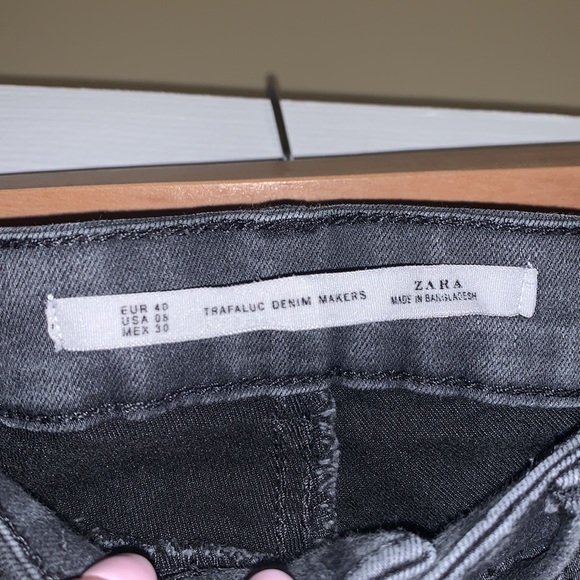 EUR 40
USA 08
MEX 30
TRAFALUC DENIM MAKERS
ZARA
MADE IN BANGLADESH